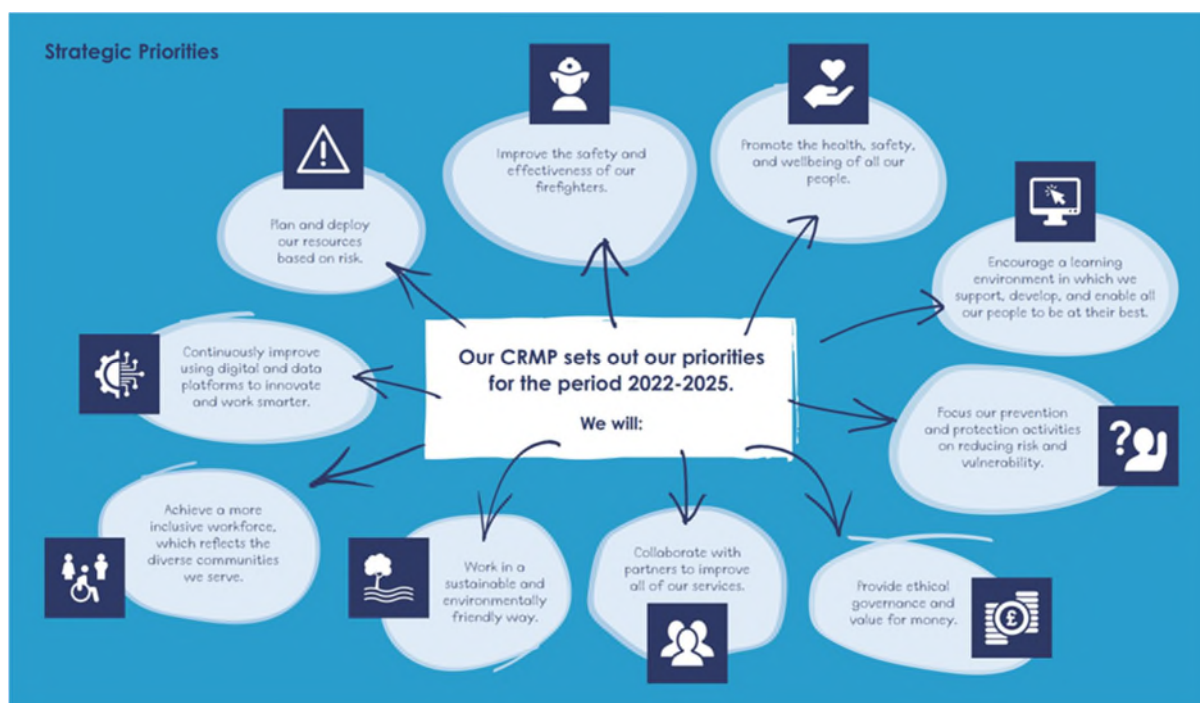 Strategic Priorities
Improve the safety and
effectiveness of our
firefighters.
Promote the health, safety,
and wellbeing of all our
people.
Plan and deploy
our resources
based on risk.
Encourage a learning
environment in which we
support, develop, and enable all
our people to be at their best.
Our CRMP sets out our priorities
for the period 2022-2025.
We will:
Continuously improve
using digital and data
platforms to innovate
and work smarter.
Focus our prevention
and protection activities
on reducing risk and
vulnerability.
Achieve a more
inclusive workforce,
which reflects the
diverse communities
we serve.
Work in a
sustainable and
environmentally
friendly way.
Collaborate with
partners to improve
all of our services.
Provide ethical
governance and
value for money.
?
£